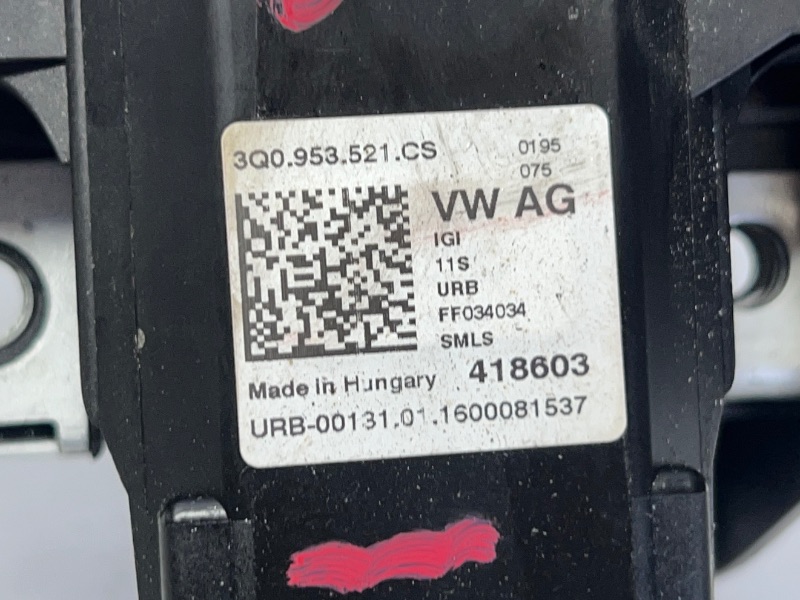 3Q0.953.521.CS
0195
075
VW AG
IGI
11S
URB
FF034034
SMLS
418603
Made in Hungary
URB-00131.01.1600081537